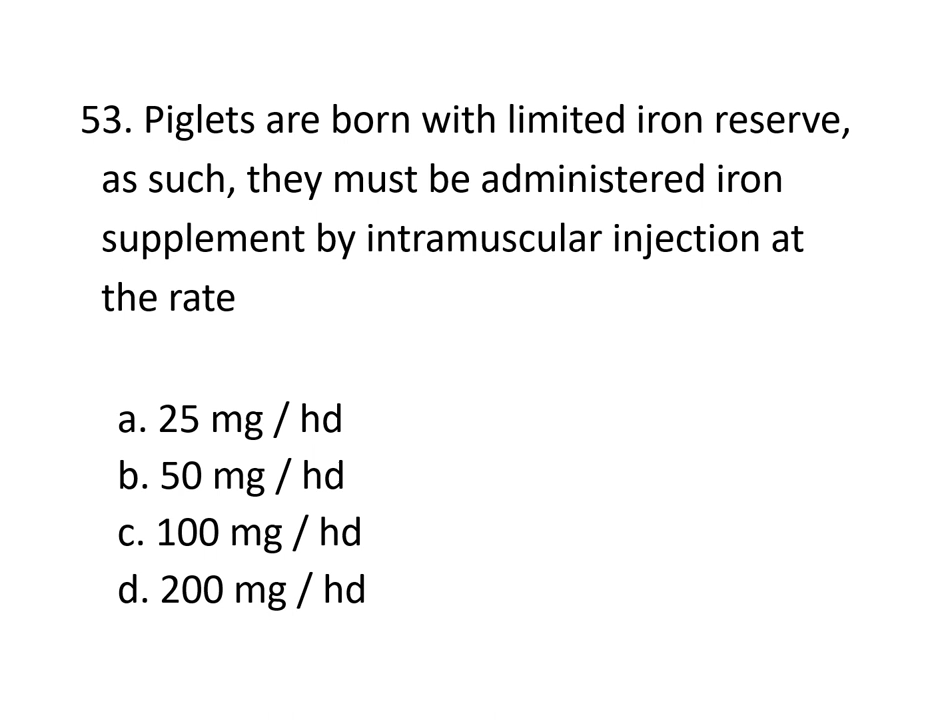 53. Piglets are born with limited iron reserve,
as such, they must be administered iron
supplement by intramuscular injection at
the rate
a. 25 mg / hd
b. 50 mg / hd
c. 100 mg / hd
d. 200 mg / hd